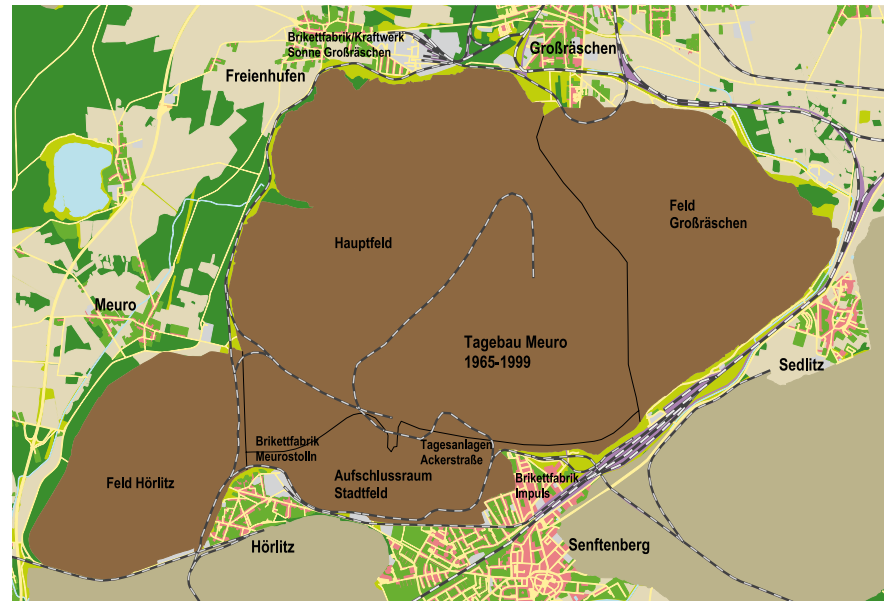 Brikettfabrik/Kraftwerk
Sonne Großräschen
Großräschen
Freienhufen
Feld
Großräschen
Hauptfeld
Meuro
Tagebau Meuro
1965-1999
Sedlitz
Brikettfabrik
Meurostolln
Tagesanlagen
Ackerstraße
Feld Hörlitz
Aufschlussraum
Stadtfeld
Brikettfabrik
Impuls
Hörlitz
Senftenberg